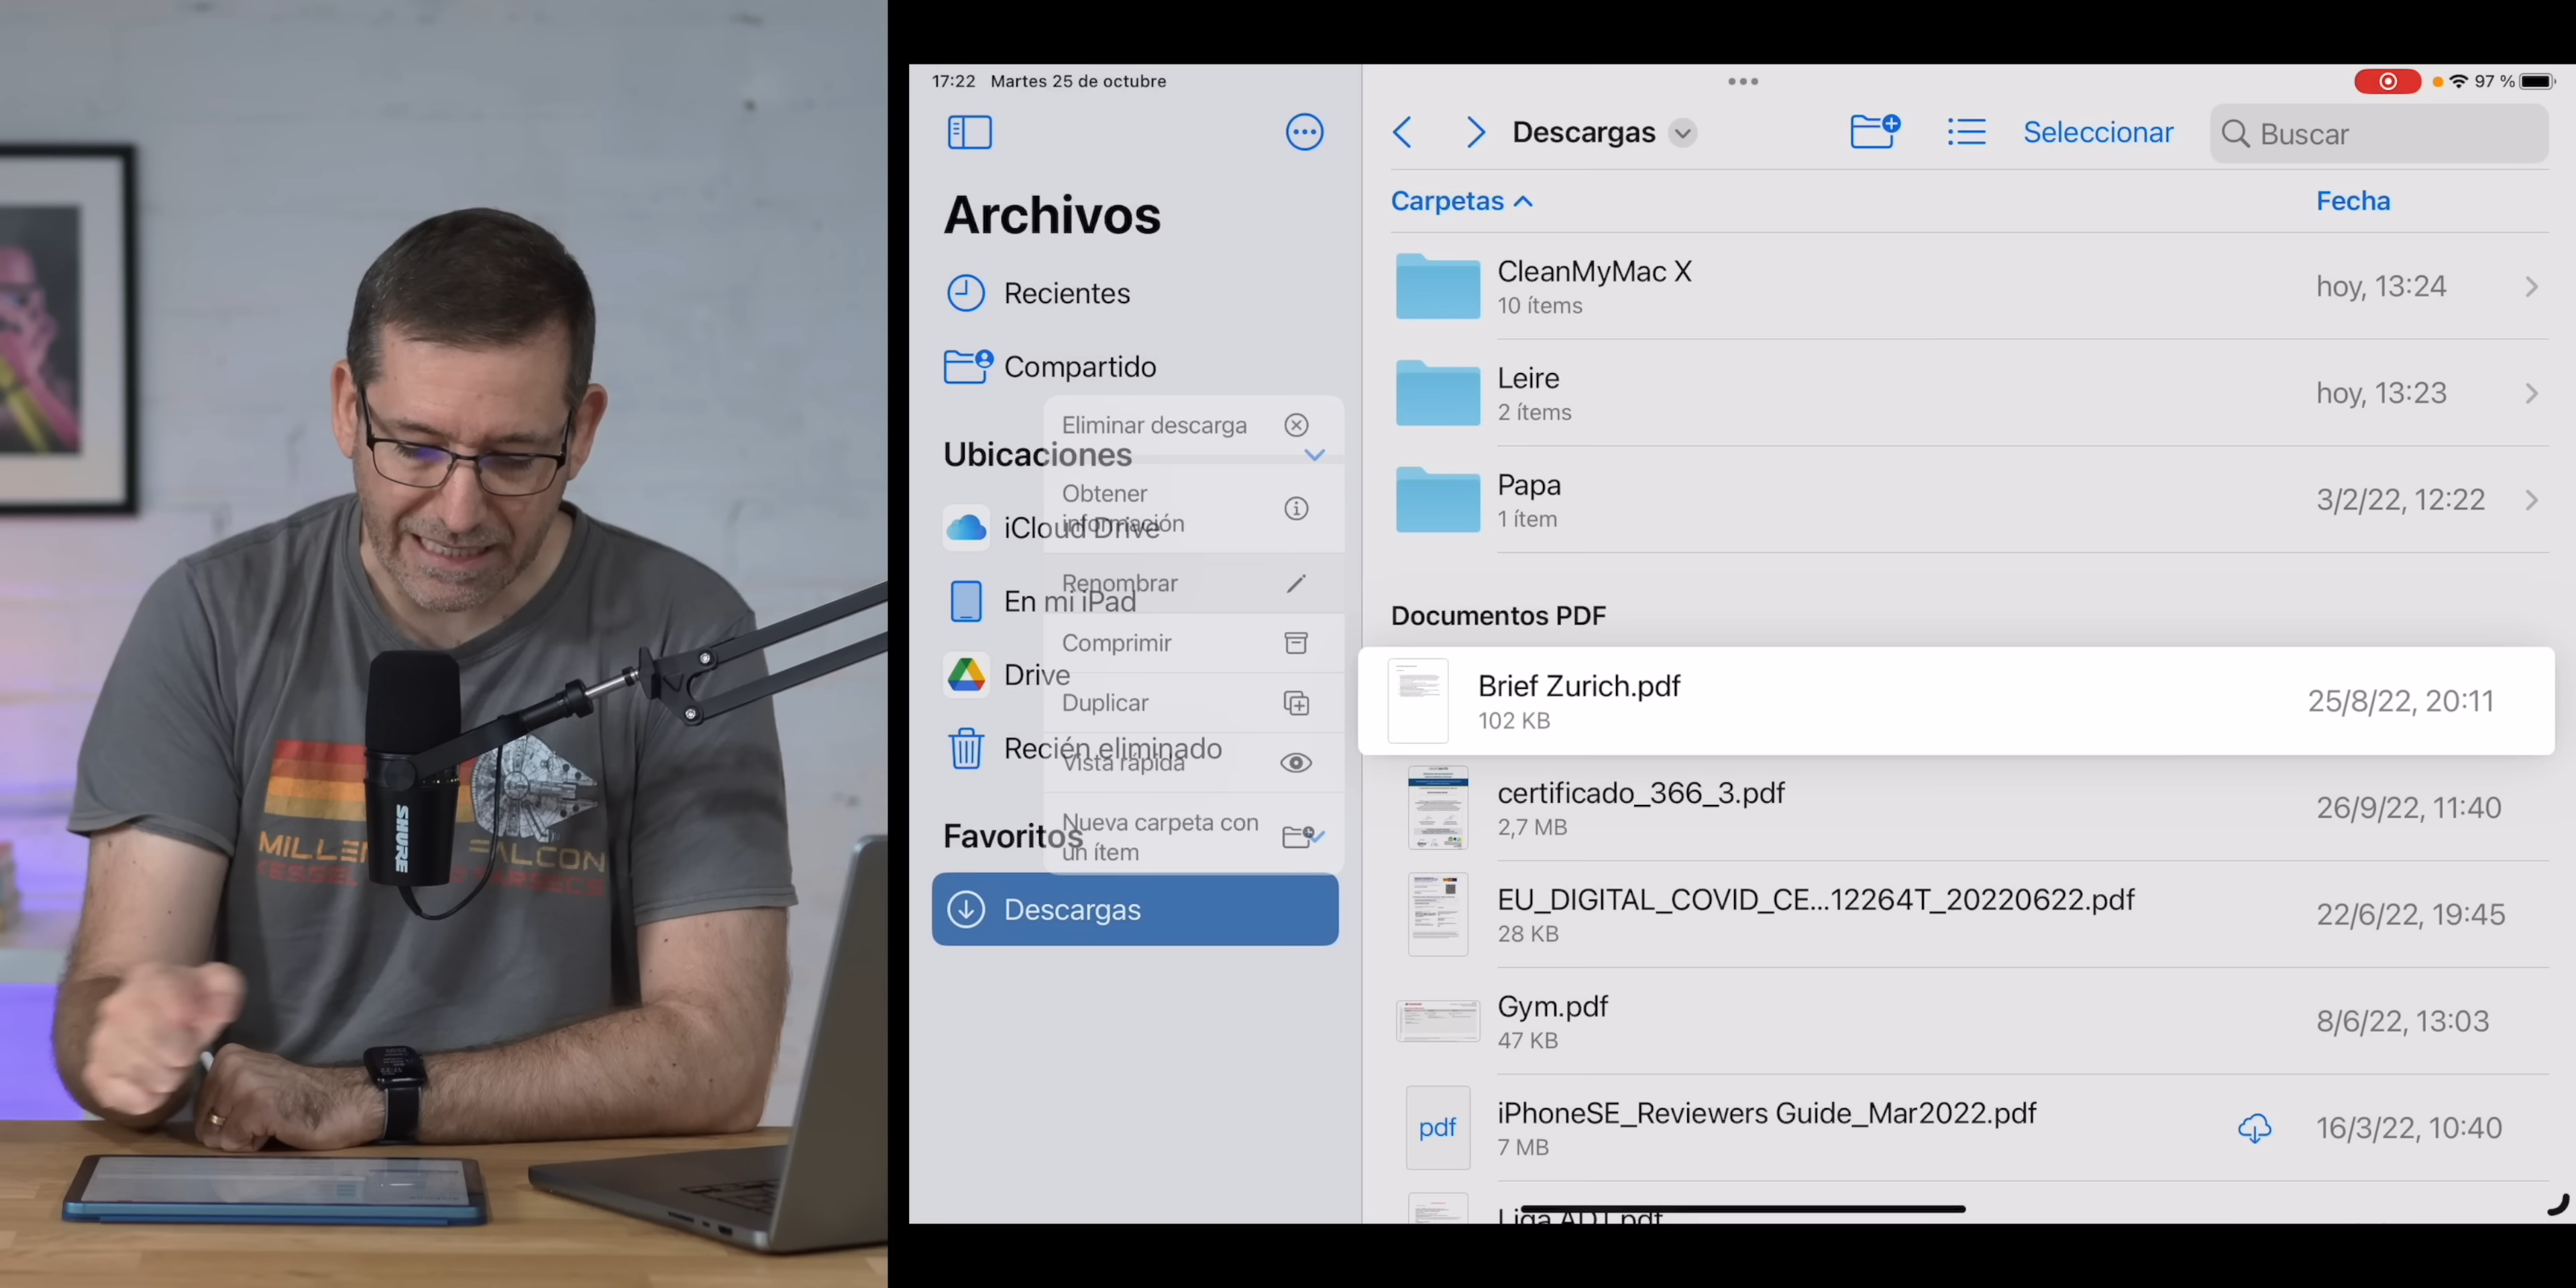 MILLE FALCON
SHURE
17:22 Martes 25 de octubre
97 %
Archivos
Recientes
Compartido
Ubicaciones
iCloud Drive
En mi iPad
Drive
Recién eliminado
Favoritos
Descargas
Eliminar descarga
Obtener
información
Renombrar
Comprimir
Duplicar
Vista rápida
Nueva carpeta con
un ítem
Descargas
Seleccionar
Buscar
Carpetas
Fecha
CleanMyMac X
10 ítems
hoy, 13:24
Leire
2 ítems
hoy, 13:23
Papa
1 ítem
3/2/22, 12:22
Documentos PDF
Brief Zurich.pdf
102 KB
25/8/22, 20:11
certificado_366_3.pdf
2,7 MB
26/9/22, 11:40
EU_DIGITAL_COVID_CE...12264T_20220622.pdf
28 KB
22/6/22, 19:45
Gym.pdf
47 KB
8/6/22, 13:03
pdf
iPhoneSE_Reviewers Guide_Mar2022.pdf
7 MB
16/3/22, 10:40